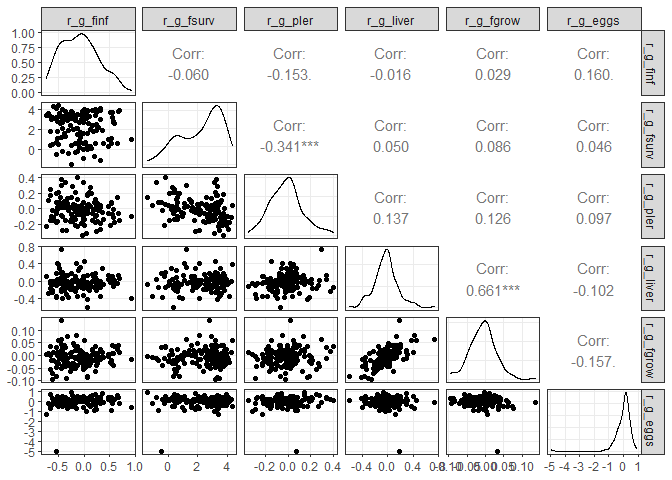 r_g_finf r_g_fsurv r_g_pler r_g_liver r_g_fgrow r_g_eggs
1.00
0.75
0.50
0.25
0.00
Corr:
-0.060
Corr:
-0.153.
Corr:
-0.016
Corr:
0.029
Corr:
0.160.
r_g_finf
4
2
0
Corr:
-0.341***
Corr:
0.050
Corr:
0.086
Corr:
0.046
r_g_fsurv
0.4
0.2
0.0
-0.2
Corr:
0.137
Corr:
0.126
Corr:
0.097
r_g_pler
0.8
0.4
0.0
-0.4
Corr:
0.661***
Corr:
-0.102
r_g_liver
0.10
0.05
0.00
-0.05
-0.10
Corr:
-0.157.
r_g_fgrow
1
0
-1
-2
-3
-4
-5
r_g_eggs
-0.5 0.0 0.5 1.0 0 2 4 -0.2 0.0 0.2 0.4 -0.4 0.0 0.4 0.8 -0.10 -0.05 0.00 0.05 0.10 -5 -4 -3 -2 -1 0 1